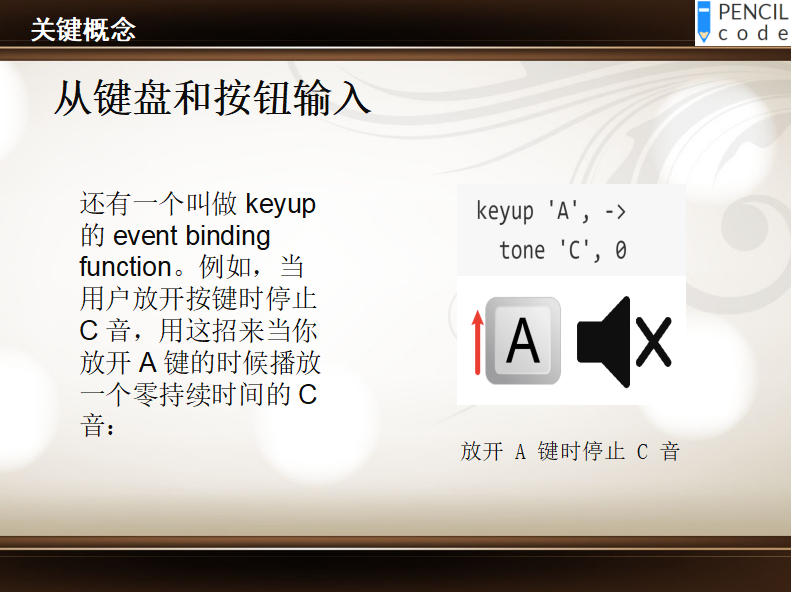 关键概念
PENCIL
code
从键盘和按钮输入
还有一个叫做 keyup
的 event binding
function。例如，当
用户放开按键时停止
C 音，用这招来当你
放开 A 键的时候播放
一个零持续时间的 C
音：
keyup 'A', ->
tone 'C', 0
A
放开 A 键时停止 C 音